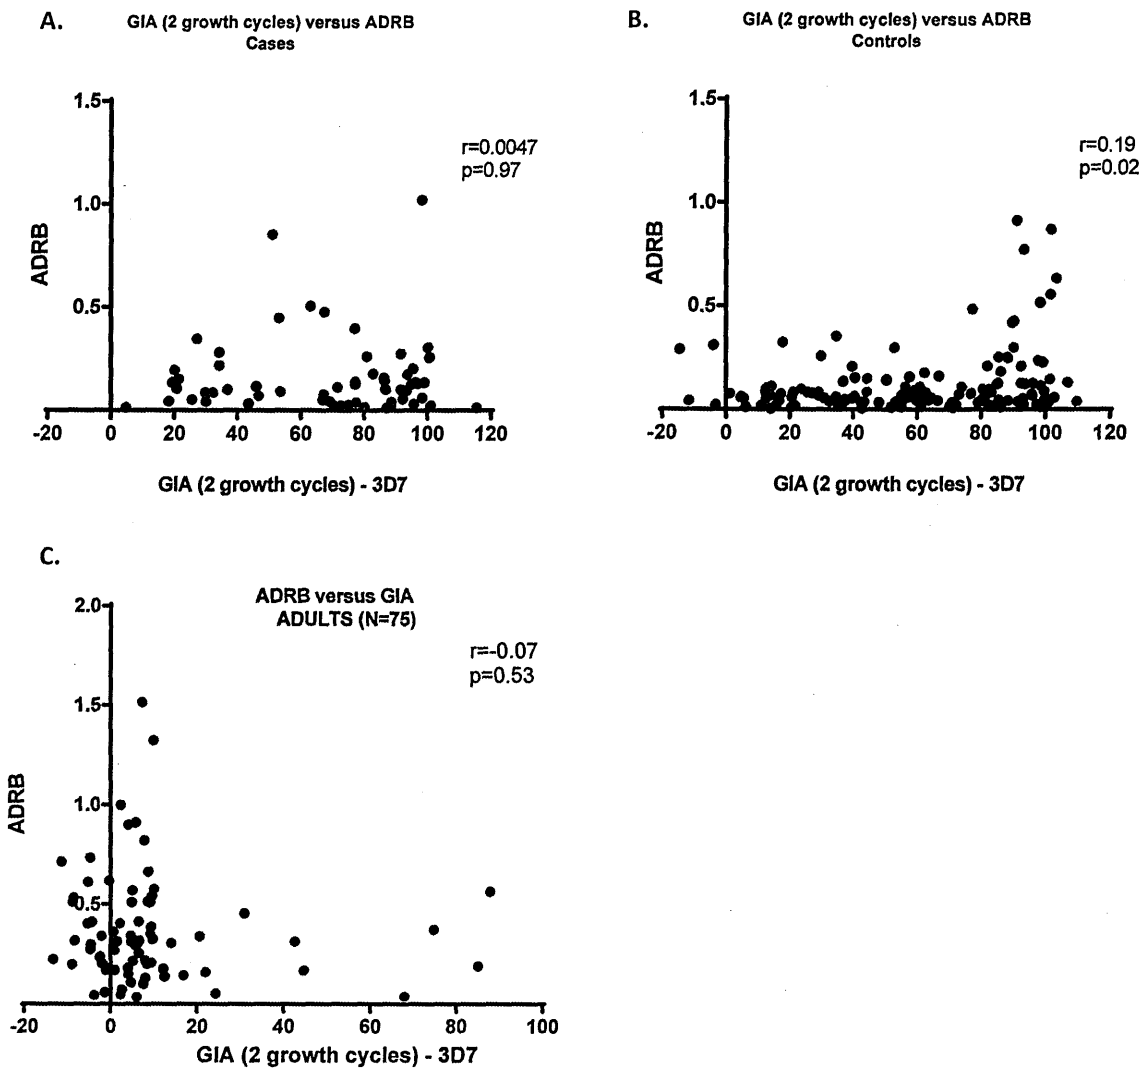 A.
GIA (2 growth cycles) versus ADRB
Cases
1.5
1.0
0.5
ADRB
r=0.0047
p=0.97
-20 0 20 40 60 80 100 120
GIA (2 growth cycles) - 3D7
B.
GIA (2 growth cycles) versus ADRB
Controls
1.5
1.0
0.5
ADRB
r=0.19
p=0.02
-20 0 20 40 60 80 100 120
GIA (2 growth cycles) - 3D7
C.
ADRB versus GIA
ADULTS (N=75)
2.0
1.5
1.0
0.5
ADRB
r=-0.07
p=0.53
-20 0 20 40 60 80 100
GIA (2 growth cycles) - 3D7